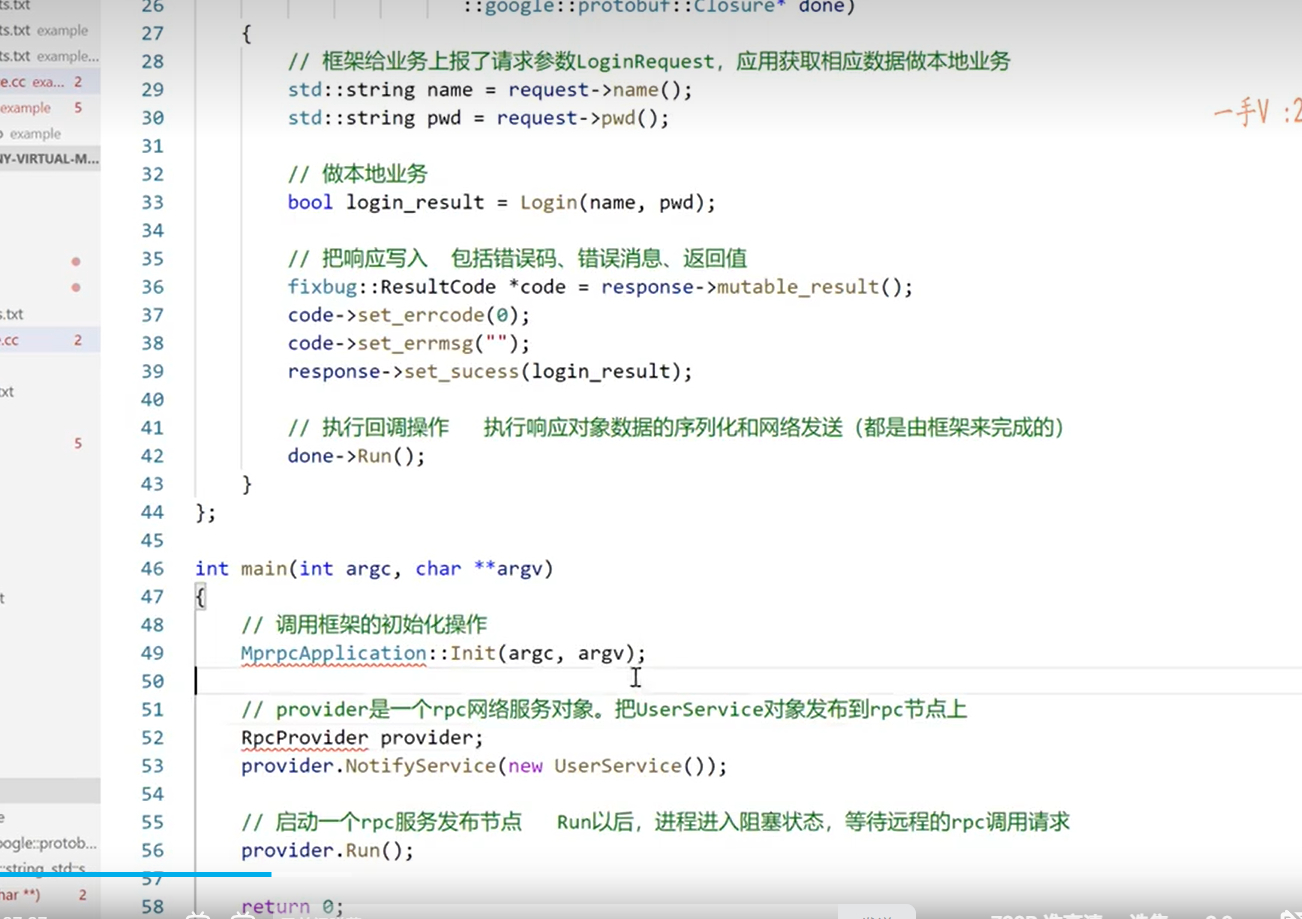 ts.txt
ts.txt example
ts.txt example...
e.cc exa... 2
example 5
example
NY-VIRTUAL-M...
s.txt
.cc 2
txt
5
t
e
oogle::protob...
::string, std::s
har **) 2
一手V :2
26 ::google::protobuf::Closure* done)
27 {
28 // 框架给业务上报了请求参数LoginRequest，应用获取相应数据做本地业务
29 std::string name = request->name();
30 std::string pwd = request->pwd();
31
32 // 做本地业务
33 bool login_result = Login(name, pwd);
34
35 // 把响应写入  包括错误码、错误消息、返回值
36 fixbug::ResultCode *code = response->mutable_result();
37 code->set_errcode(0);
38 code->set_errmsg("");
39 response->set_sucess(login_result);
40
41 // 执行回调操作   执行响应对象数据的序列化和网络发送（都是由框架来完成的）
42 done->Run();
43 }
44 };
45
46 int main(int argc, char **argv)
47 {
48 // 调用框架的初始化操作
49 MprpcApplication::Init(argc, argv);
50
51 // provider是一个rpc网络服务对象。把UserService对象发布到rpc节点上
52 RpcProvider provider;
53 provider.NotifyService(new UserService());
54
55 // 启动一个rpc服务发布节点   Run以后，进程进入阻塞状态，等待远程的rpc调用请求
56 provider.Run();
57
58 return 0;